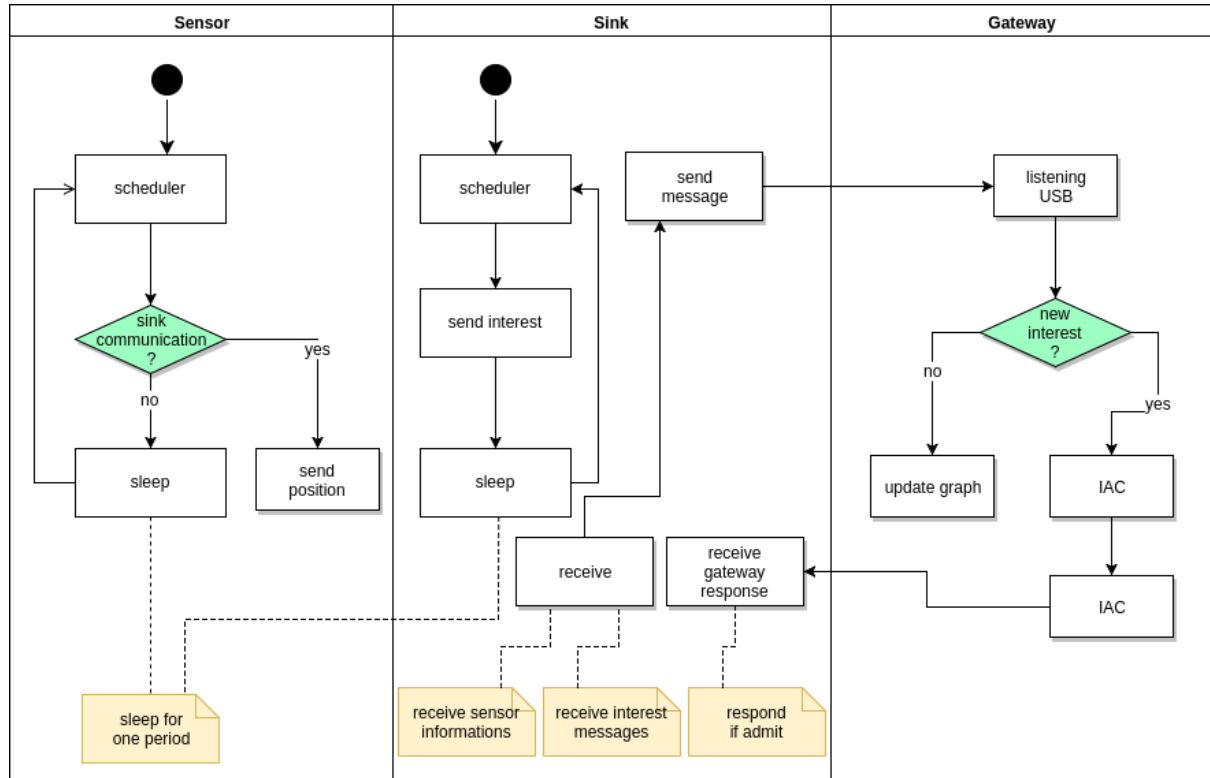 Sensor
Sink
Gateway
scheduler
sink
communication
?
yes
no
sleep
send
position
sleep for
one period
scheduler
send interest
sleep
send
message
receive
receive
gateway
response
receive sensor
informations
receive interest
messages
respond
if admit
listening
USB
new
interest
?
no
yes
update graph
IAC
IAC